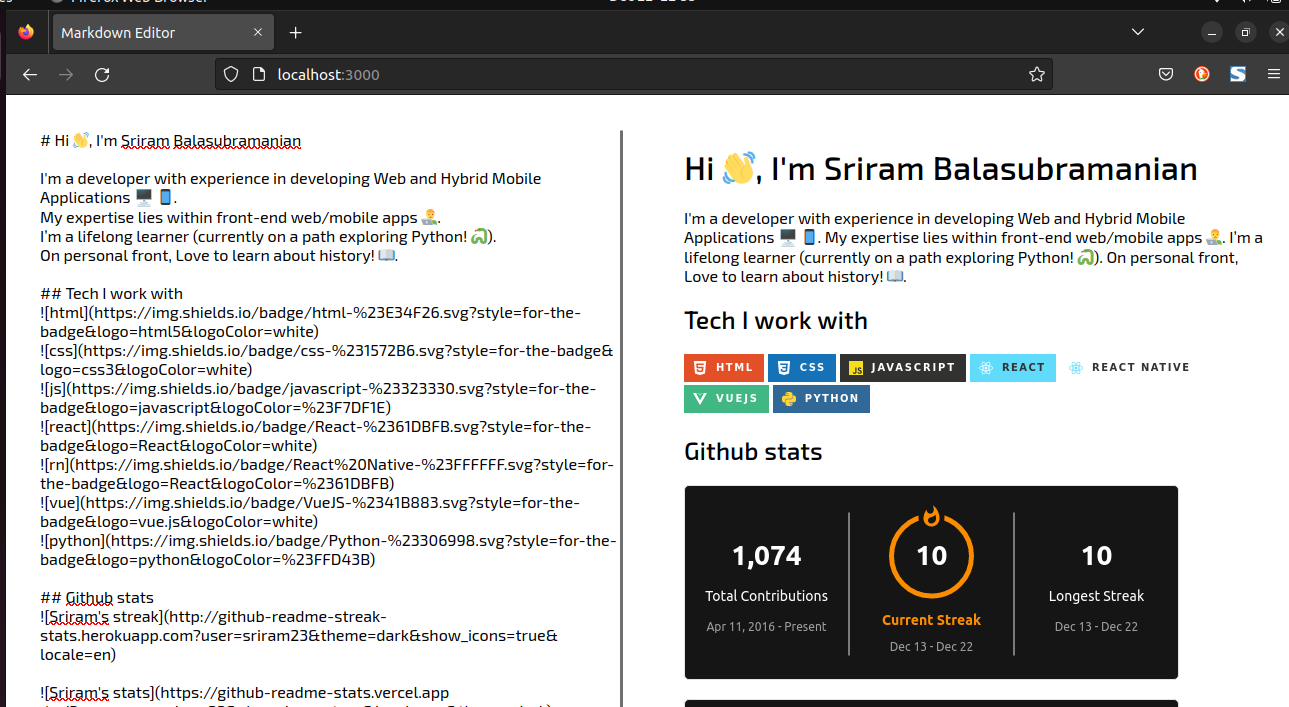 Markdown Editor
localhost:3000
# Hi 👋, I'm Sriram Balasubramanian
I'm a developer with experience in developing Web and Hybrid Mobile
Applications 🖥️ 📱.
My expertise lies within front-end web/mobile apps 👨‍💻.
I'm a lifelong learner (currently on a path exploring Python! 🐍).
On personal front, Love to learn about history! 📖.
## Tech I work with
![html](https://img.shields.io/badge/html-%23E34F26.svg?style=for-the-
badge&logo=html5&logoColor=white)
![css](https://img.shields.io/badge/css-%231572B6.svg?style=for-the-badge&
logo=css3&logoColor=white)
![js](https://img.shields.io/badge/javascript-%23323330.svg?style=for-the-
badge&logo=javascript&logoColor=%23F7DF1E)
![react](https://img.shields.io/badge/React-%2361DBFB.svg?style=for-the-
badge&logo=React&logoColor=white)
![rn](https://img.shields.io/badge/React%20Native-%23FFFFFF.svg?style=for-
the-badge&logo=React&logoColor=%2361DBFB)
![vue](https://img.shields.io/badge/VueJS-%2341B883.svg?style=for-the-
badge&logo=vue.js&logoColor=white)
![python](https://img.shields.io/badge/Python-%23306998.svg?style=for-the-
badge&logo=python&logoColor=%23FFD43B)
## Github stats
![Sriram's streak](http://github-readme-streak-
stats.herokuapp.com?user=sriram23&theme=dark&show_icons=true&
locale=en)
![Sriram's stats](https://github-readme-stats.vercel.app
Hi 👋, I'm Sriram Balasubramanian
I'm a developer with experience in developing Web and Hybrid Mobile
Applications 🖥️ 📱. My expertise lies within front-end web/mobile apps 👨‍💻. I'm a
lifelong learner (currently on a path exploring Python! 🐍). On personal front,
Love to learn about history! 📖.
Tech I work with
HTML CSS JS JAVASCRIPT REACT REACT NATIVE
VUEJS PYTHON
Github stats
1,074
Total Contributions
Apr 11, 2016 - Present
10
Current Streak
Dec 13 - Dec 22
10
Longest Streak
Dec 13 - Dec 22